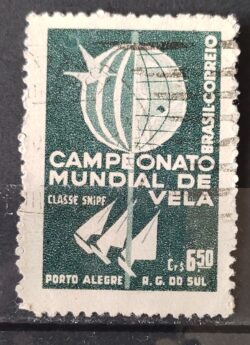 BRASIL-CORREIO
CAMPEONATO
MUNDIAL DE
VELA
CLASSE SNIPE
Cr$ 6,50
PORTO ALEGRE R. G. DO SUL